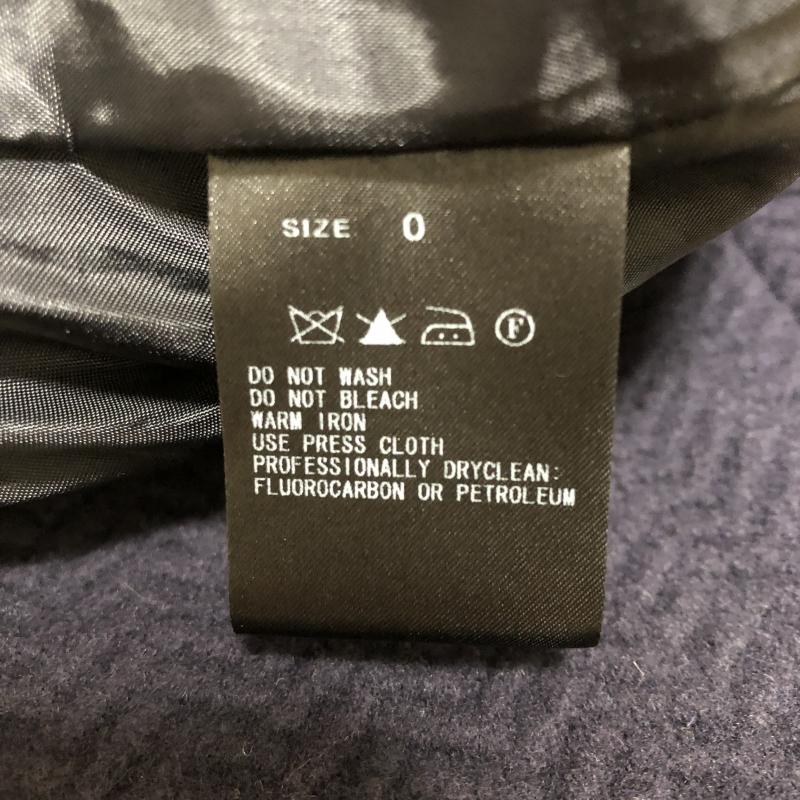 SIZE 0
F
DO NOT WASH
DO NOT BLEACH
WARM IRON
USE PRESS CLOTH
PROFESSIONALLY DRYCLEAN:
FLUOROCARBON OR PETROLEUM